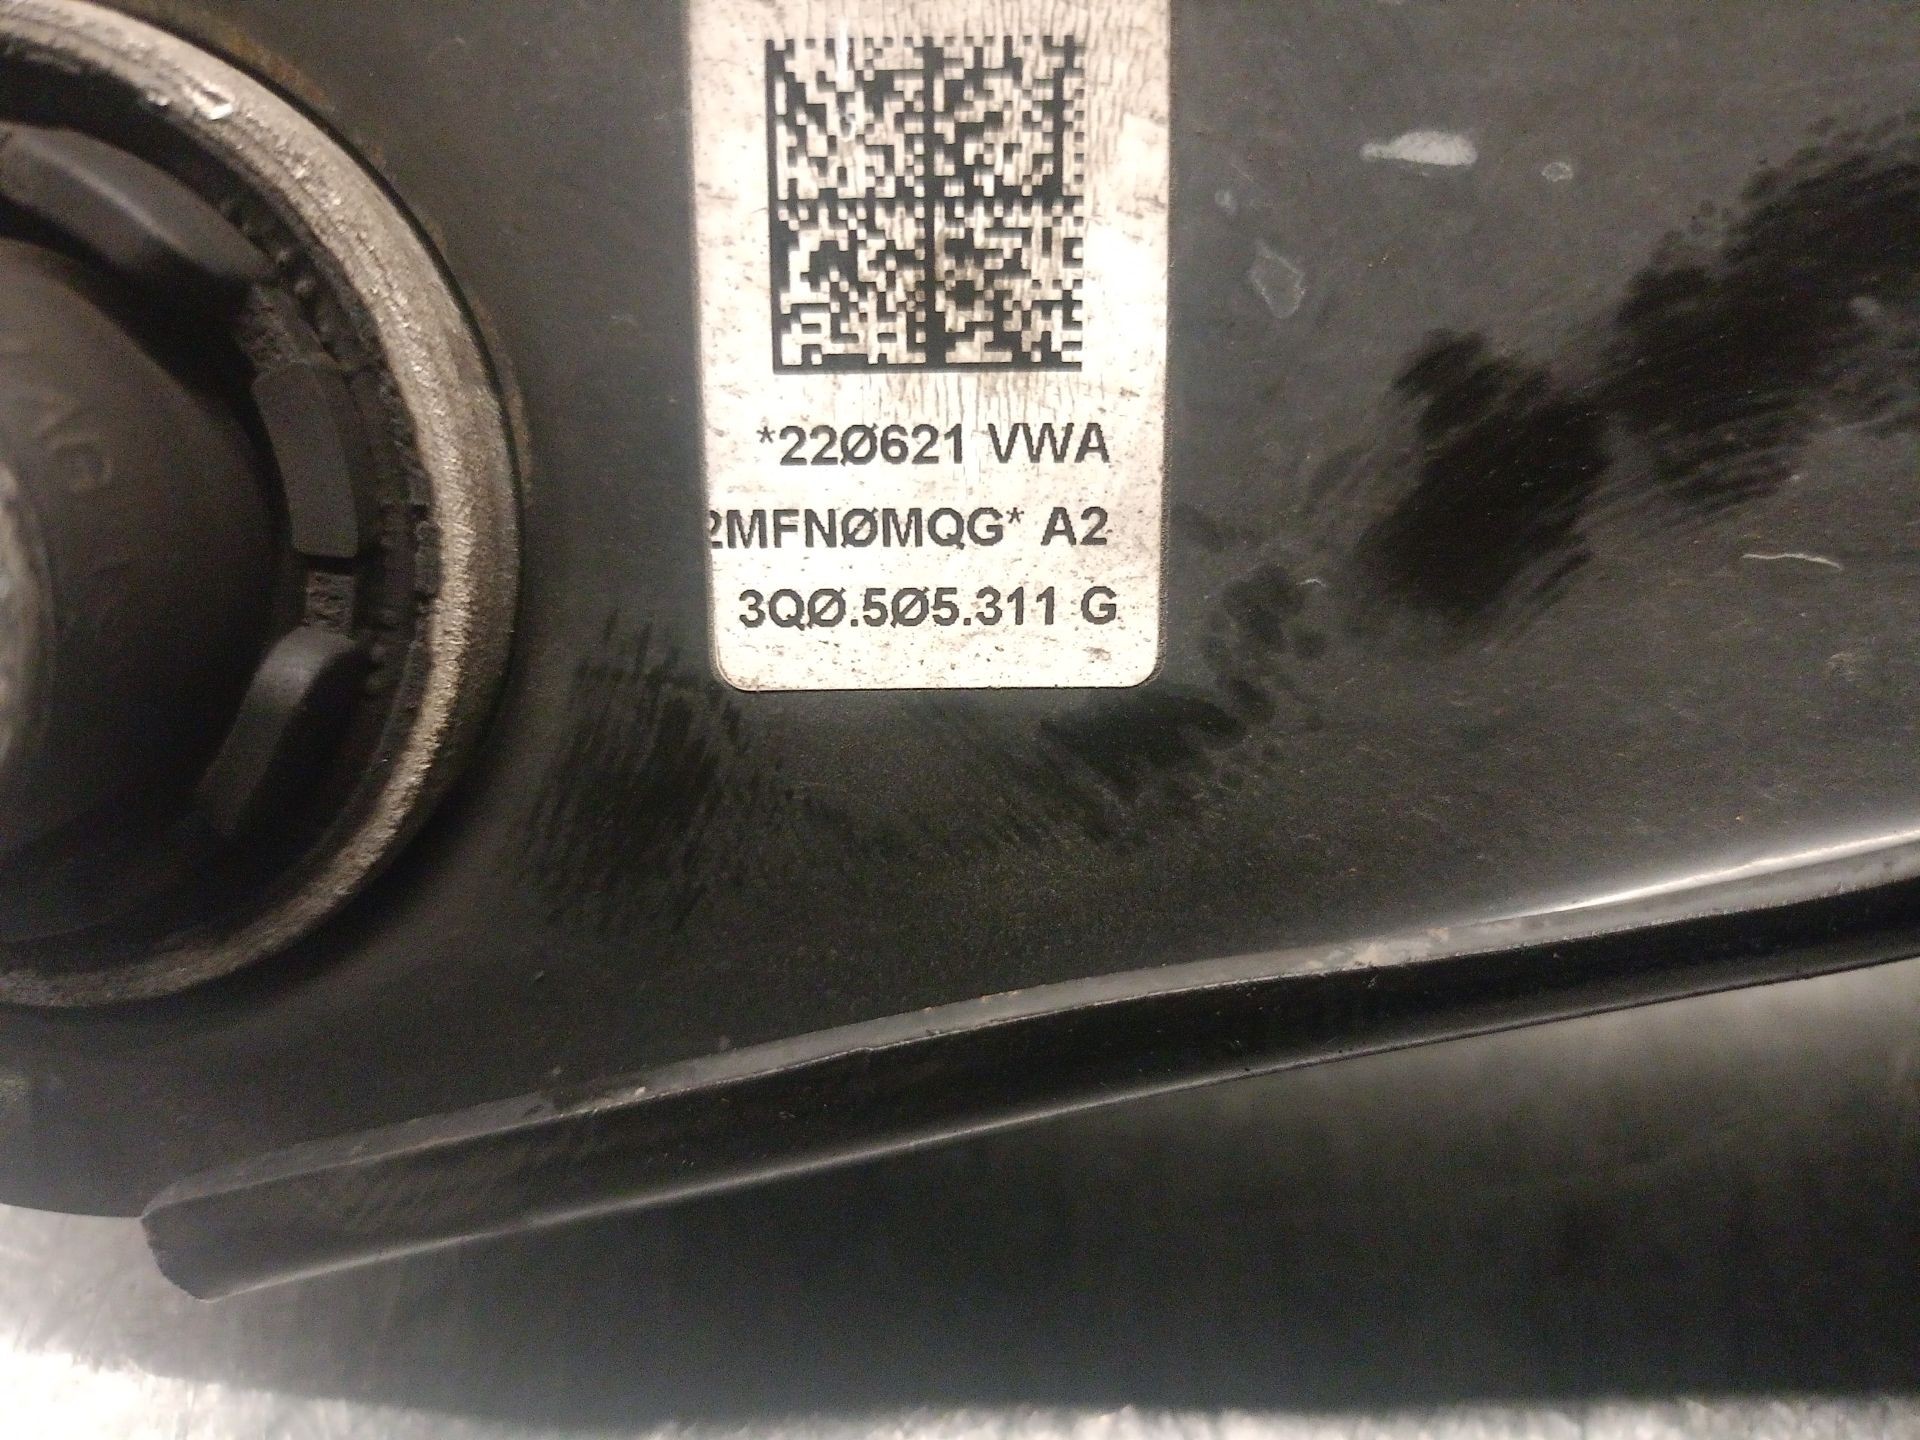 *22Ø621 VWA
2MFNØMQG* A2
3QØ.5Ø5.311 G